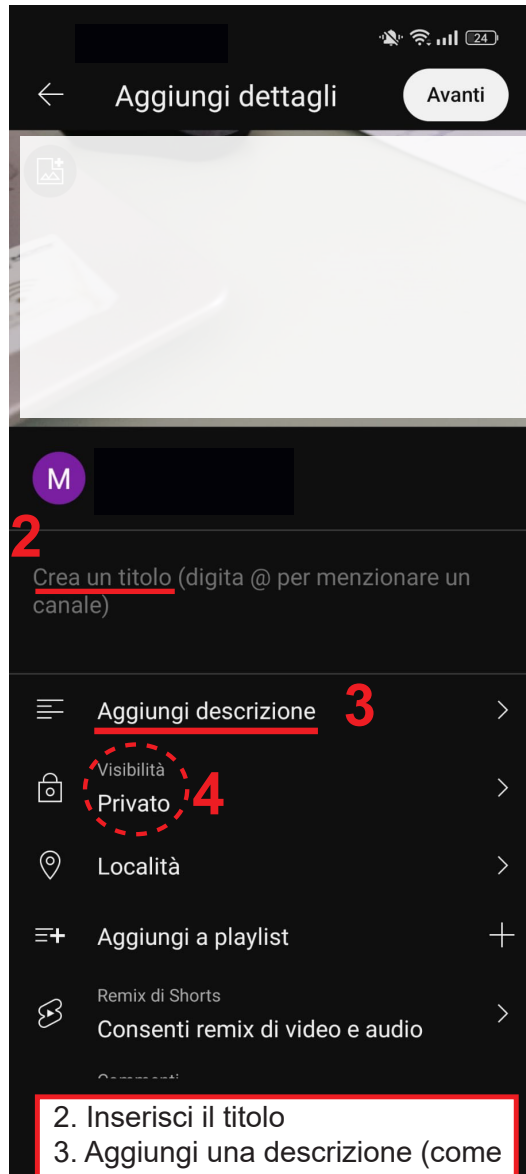 24
Aggiungi dettagli
Avanti
M
2
Crea un titolo (digita @ per menzionare un
canale)
Aggiungi descrizione 3
Visibilità
Privato 4
Località
Aggiungi a playlist
Remix di Shorts
Consenti remix di video e audio
2. Inserisci il titolo
3. Aggiungi una descrizione (come